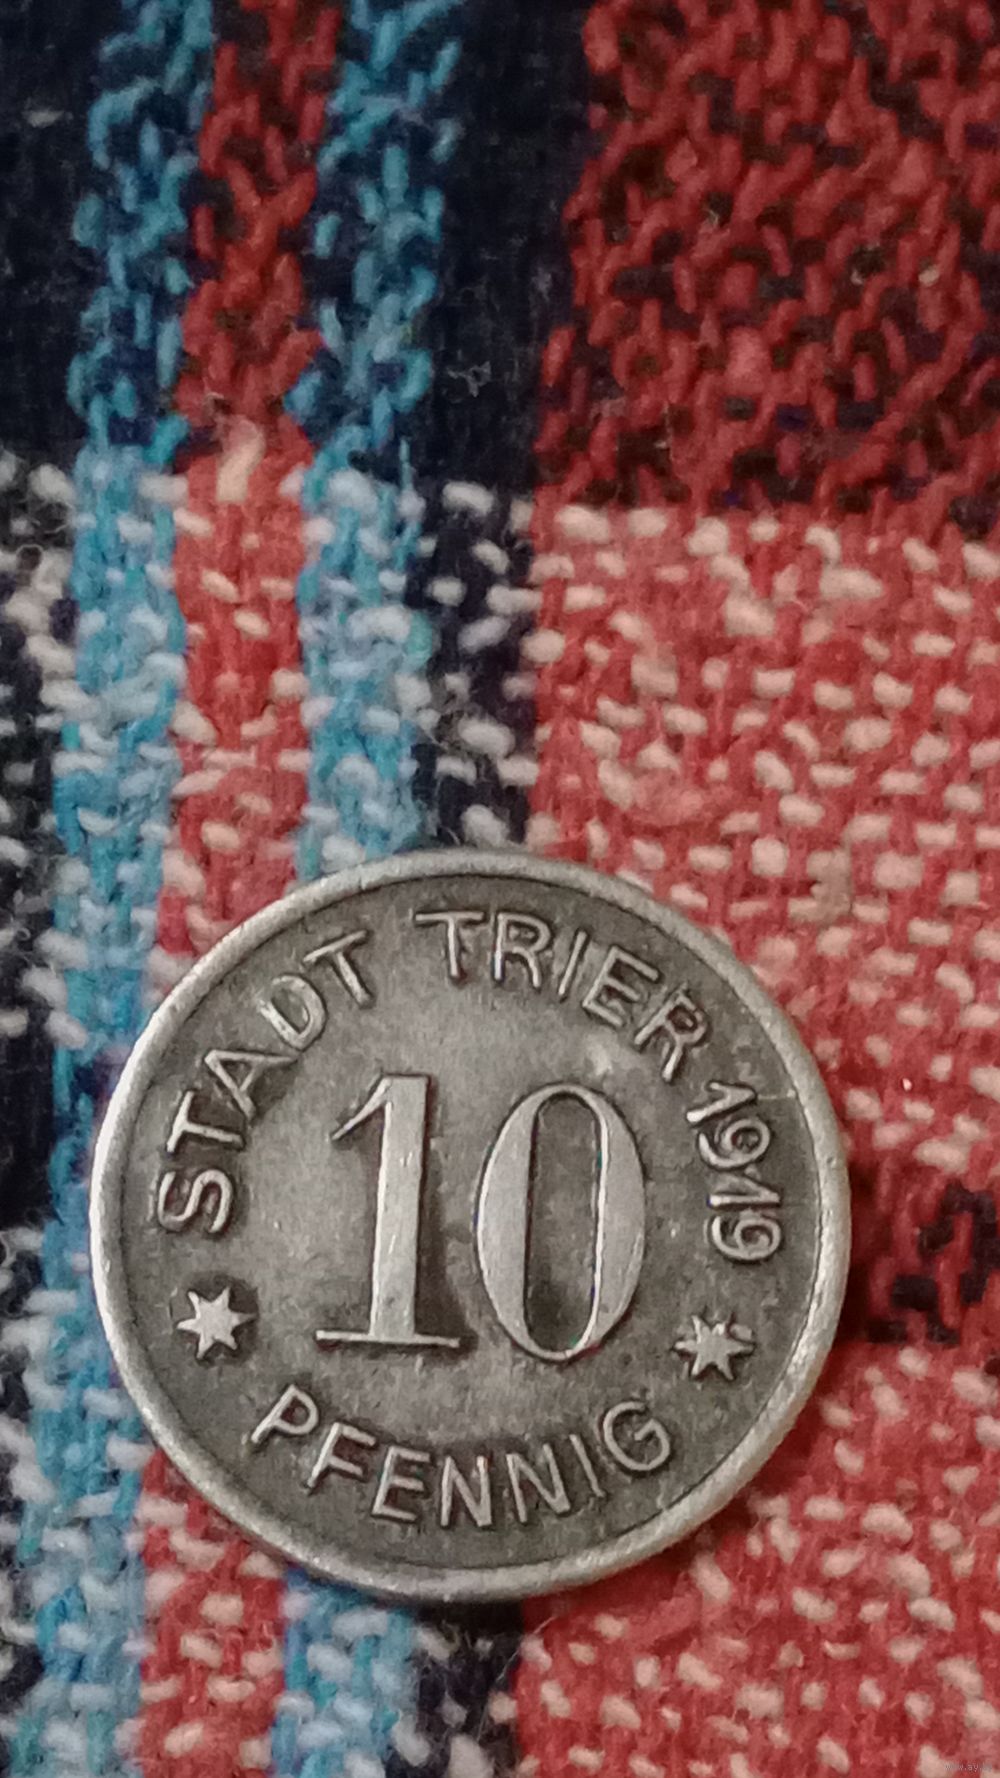 STADT TRIER 1919
10
PFENNIG